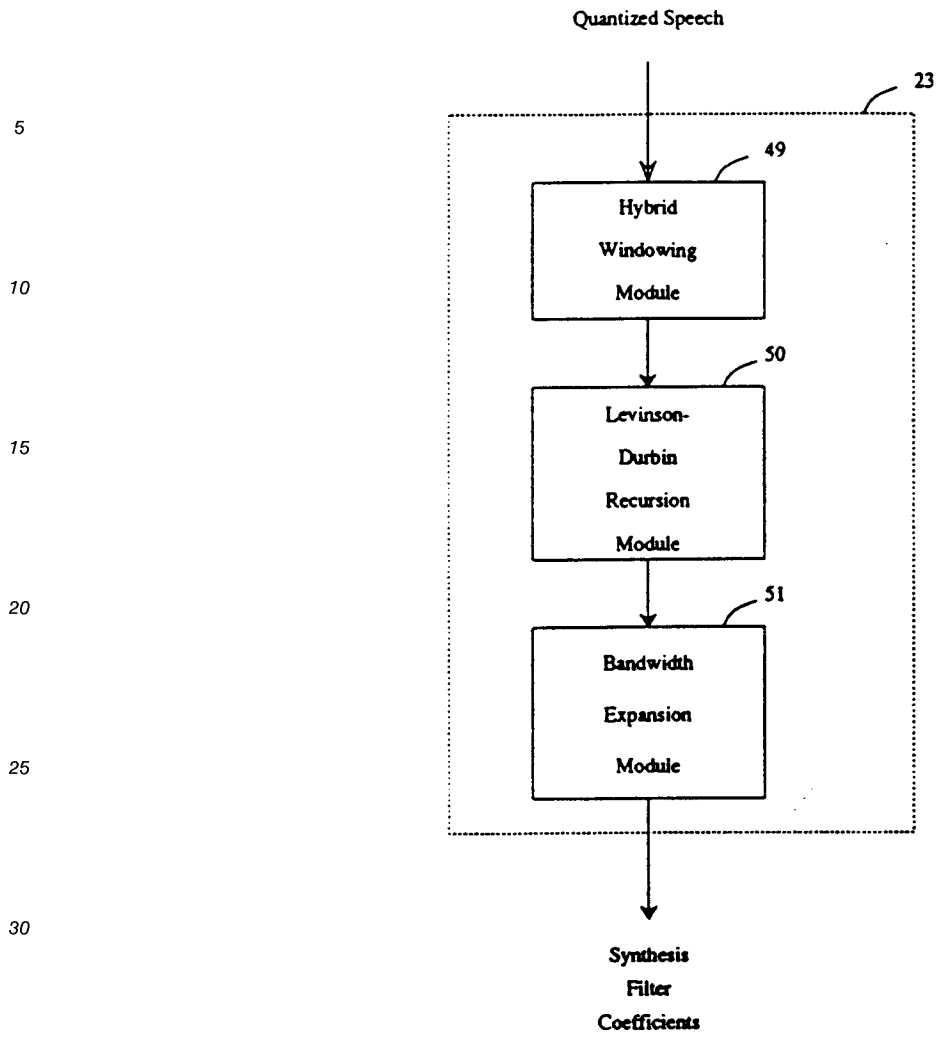 Quantized Speech
23
5
49
Hybrid
Windowing
10
Module
50
Levinson-
15
Durbin
Recursion
Module
51
20
Bandwidth
Expansion
25
Module
30
Synthesis
Filter
Coefficients